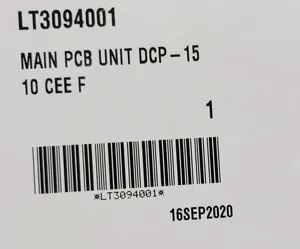 LT3094001
MAIN PCB UNIT DCP-15
10 CEE F
1
*LT3094001*
16SEP2020